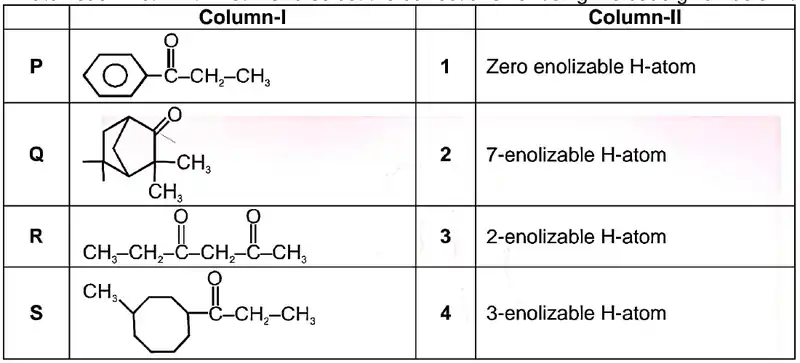 Column-I Column-II
P O C–CH2–CH3 1 Zero enolizable H-atom
Q O CH3 CH3 2 7-enolizable H-atom
R O O CH3–CH2–C–CH2–C–CH3 3 2-enolizable H-atom
S CH3 O C–CH2–CH3 4 3-enolizable H-atom